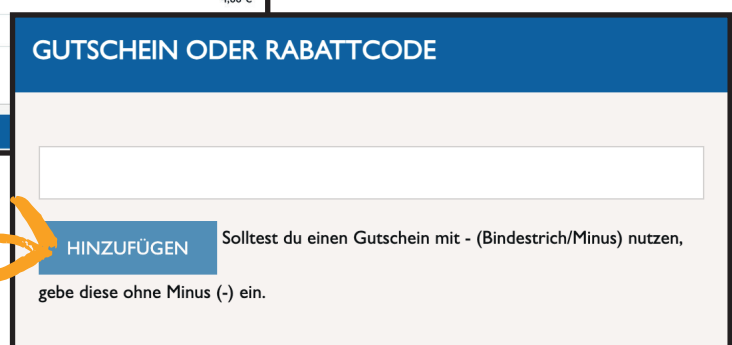 GUTSCHEIN ODER RABATTCODE
HINZUFÜGEN Solltest du einen Gutschein mit - (Bindestrich/Minus) nutzen,
gebe diese ohne Minus (-) ein.